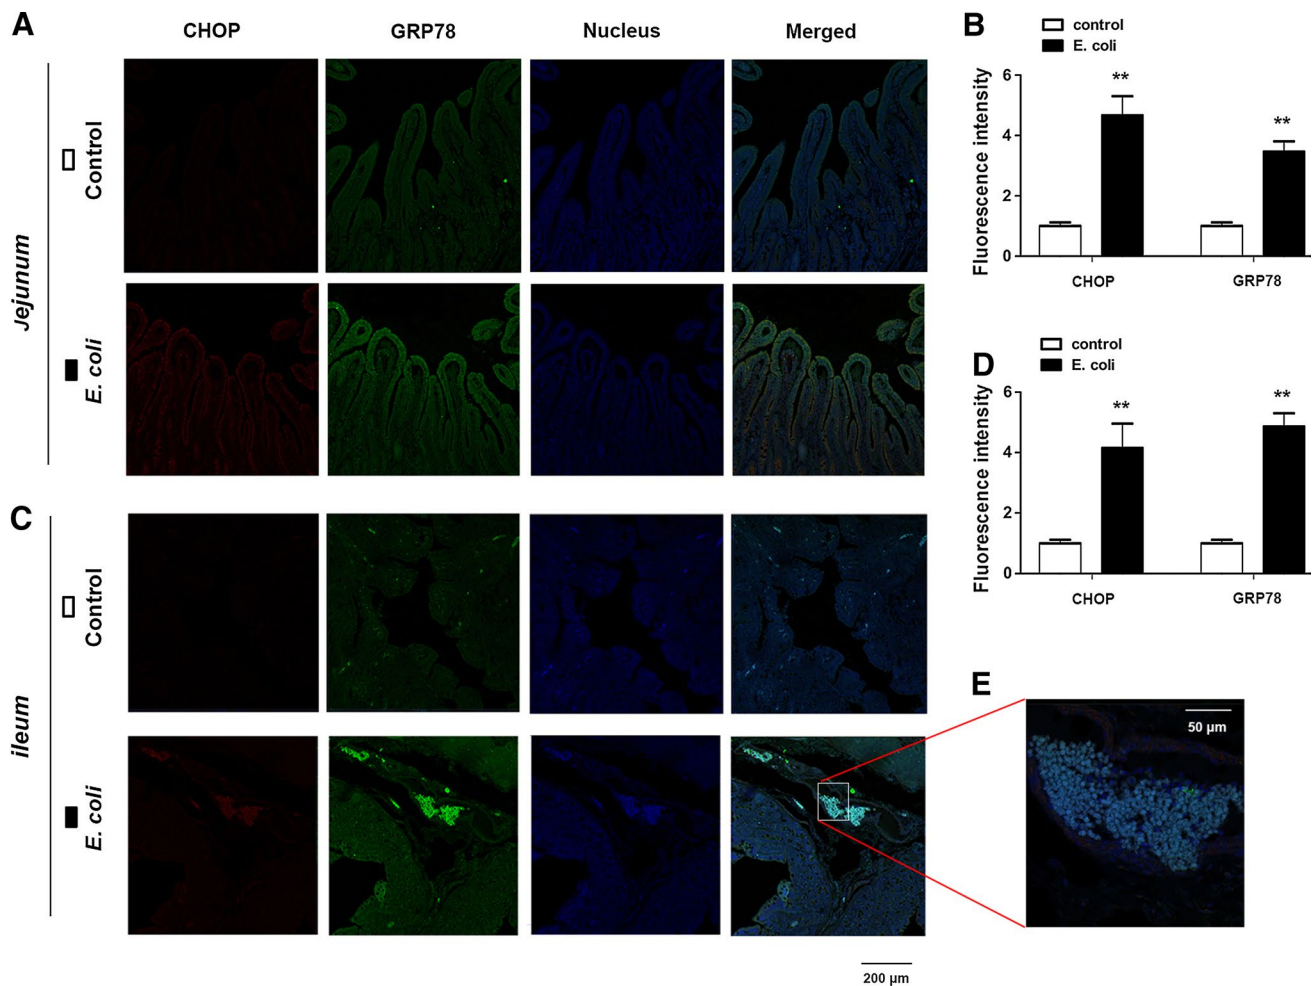 A
CHOP GRP78 Nucleus Merged
Jejunum
Control
E. coli
B
control
E. coli
Fluorescence intensity
6
4
2
0
**
**
CHOP GRP78
C
ileum
Control
E. coli
200 μm
D
control
E. coli
Fluorescence intensity
6
4
2
0
**
**
CHOP GRP78
E
50 μm